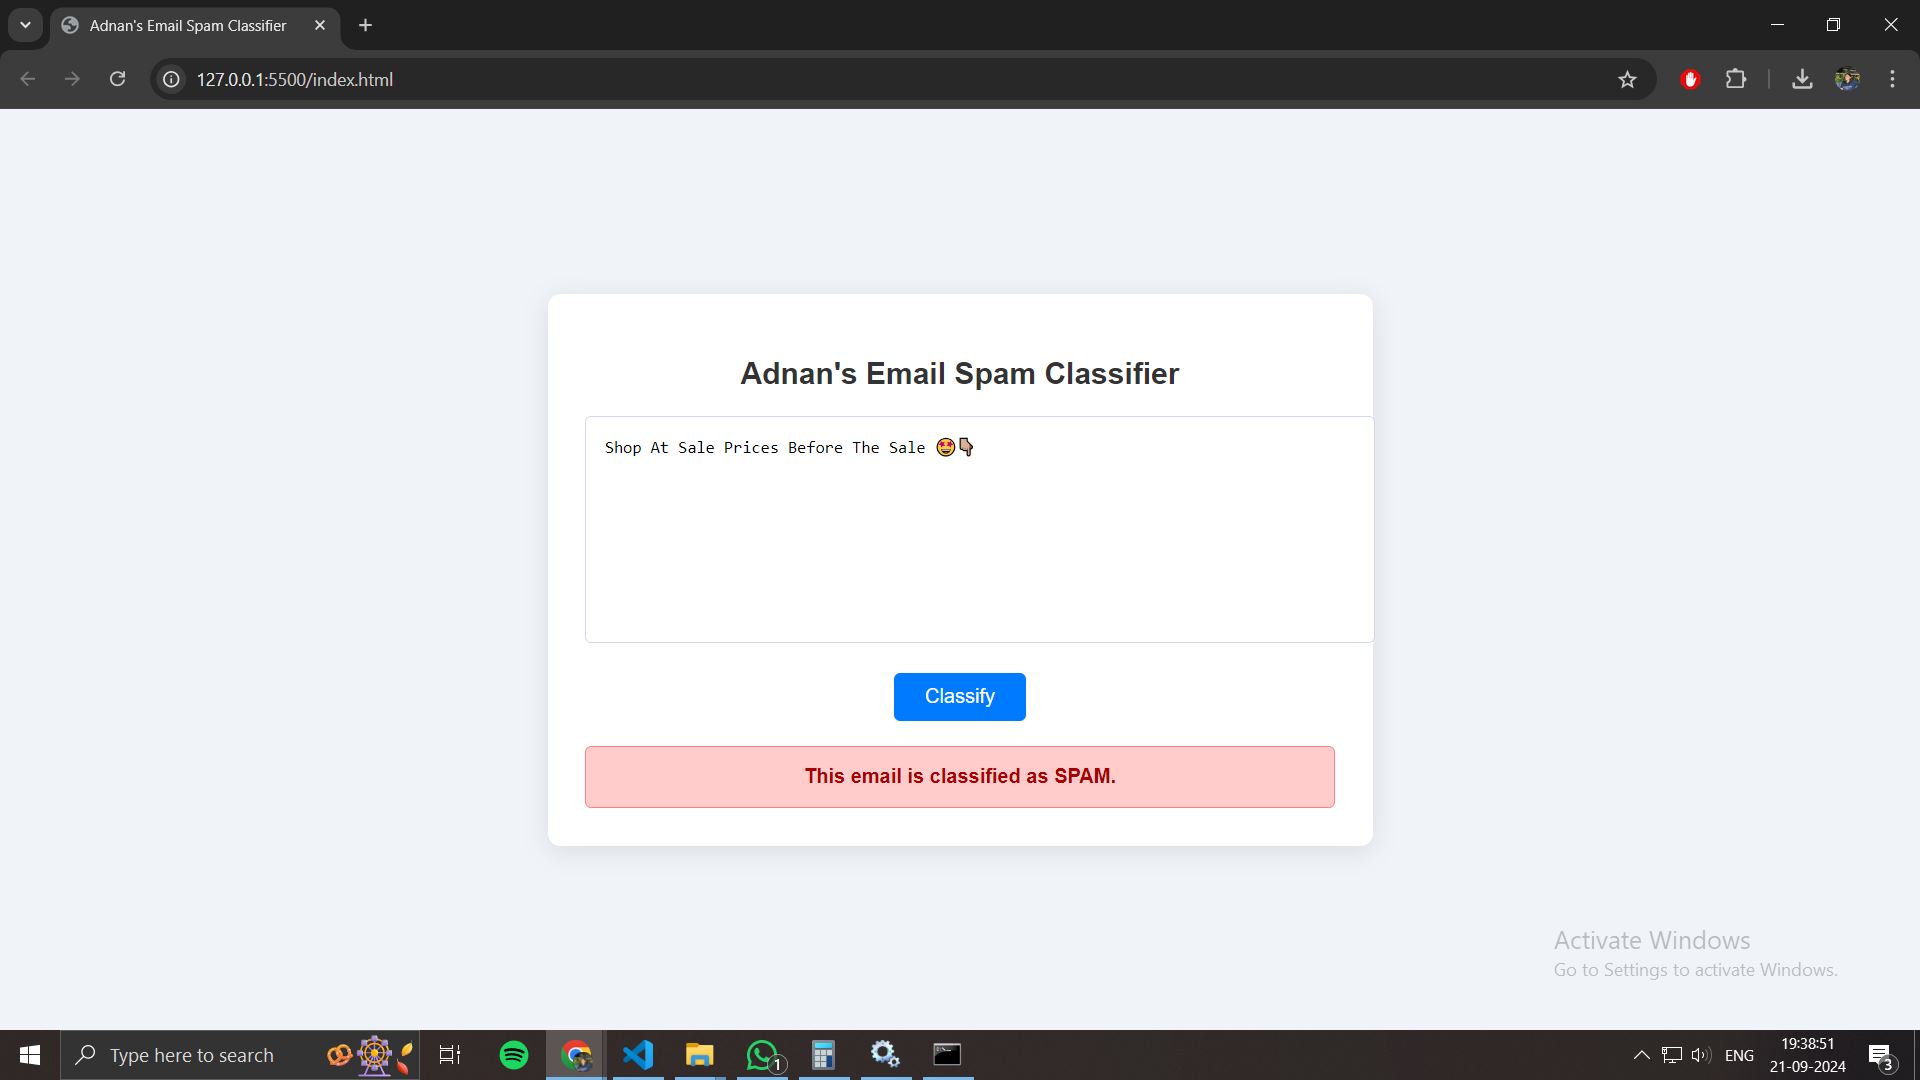 Adnan's Email Spam Classifier
127.0.0.1:5500/index.html
Adnan's Email Spam Classifier
Shop At Sale Prices Before The Sale 🤩👇🏽
Classify
This email is classified as SPAM.
Activate Windows
Go to Settings to activate Windows.
Type here to search
1
ENG
19:38:51
21-09-2024
3